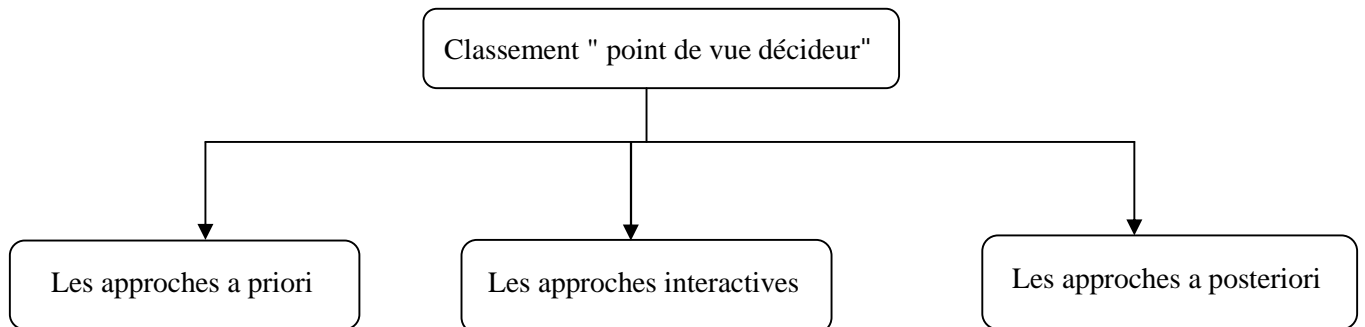 Classement " point de vue décideur"
Les approches a priori
Les approches interactives
Les approches a posteriori